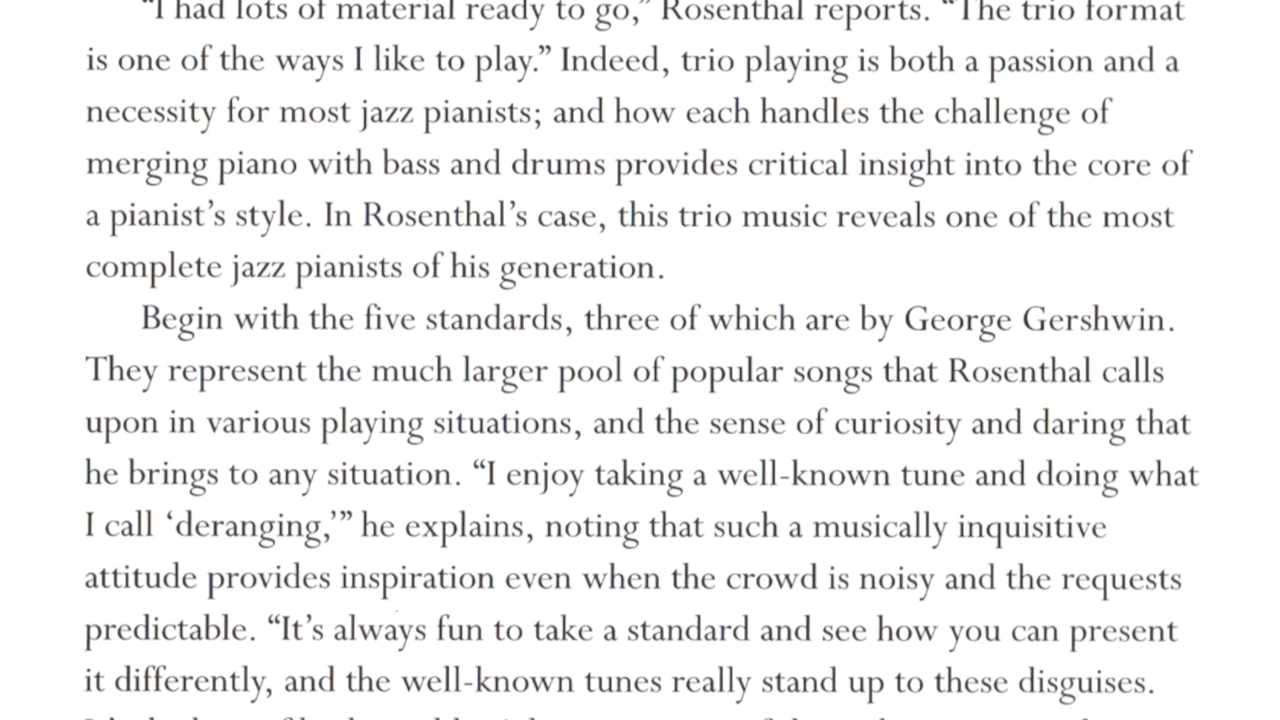 “I had lots of material ready to go,” Rosenthal reports. “The trio format
is one of the ways I like to play.” Indeed, trio playing is both a passion and a
necessity for most jazz pianists; and how each handles the challenge of
merging piano with bass and drums provides critical insight into the core of
a pianist’s style. In Rosenthal’s case, this trio music reveals one of the most
complete jazz pianists of his generation.
Begin with the five standards, three of which are by George Gershwin.
They represent the much larger pool of popular songs that Rosenthal calls
upon in various playing situations, and the sense of curiosity and daring that
he brings to any situation. “I enjoy taking a well-known tune and doing what
I call ‘deranging,’” he explains, noting that such a musically inquisitive
attitude provides inspiration even when the crowd is noisy and the requests
predictable. “It’s always fun to take a standard and see how you can present
it differently, and the well-known tunes really stand up to these disguises.